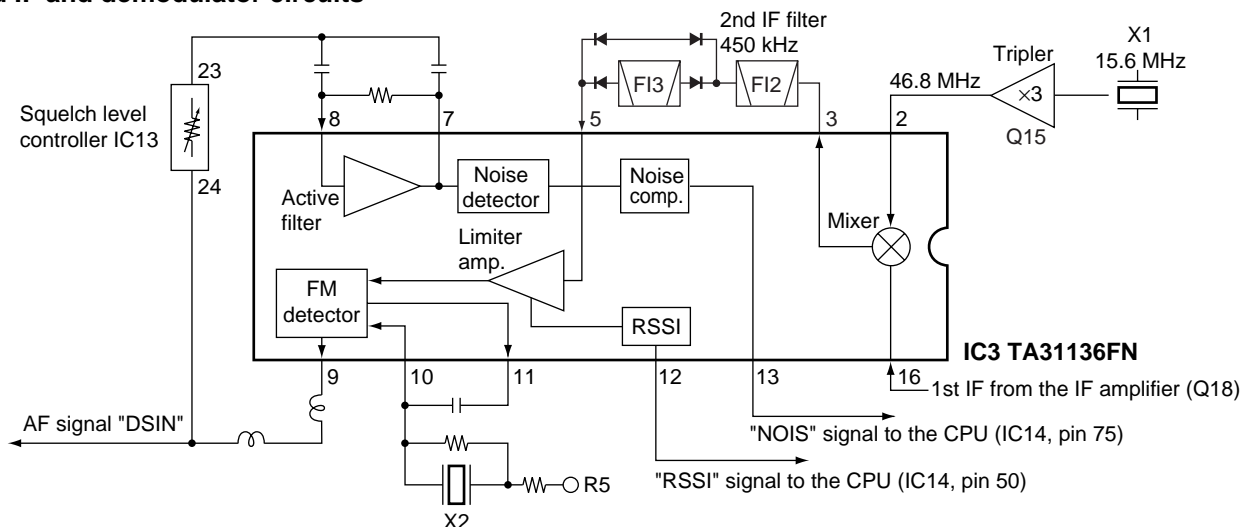 2nd IF filter
450 kHz
X1
15.6 MHz
Tripler
×3
Q15
46.8 MHz
23
Squelch level
controller IC13
24
FI3
FI2
8
7
5
3
2
Active
filter
Noise
detector
Noise
comp.
Mixer
Limiter
amp.
FM
detector
RSSI
IC3 TA31136FN
9
10
11
12
13
16
1st IF from the IF amplifier (Q18)
AF signal "DSIN"
"NOIS" signal to the CPU (IC14, pin 75)
"RSSI" signal to the CPU (IC14, pin 50)
R5
X2